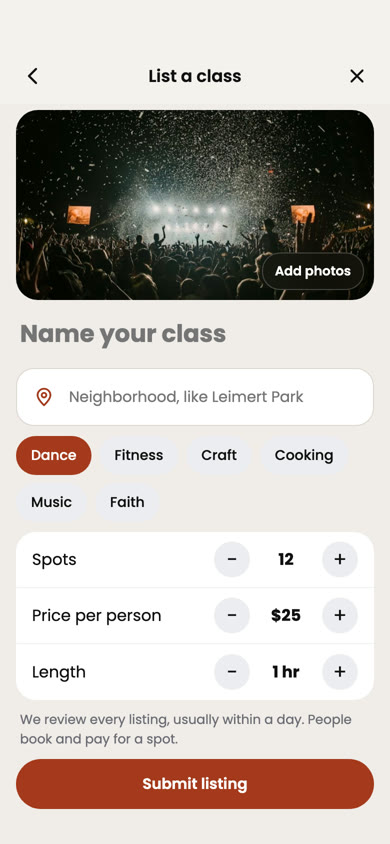 List a class
Add photos
Name your class
Neighborhood, like Leimert Park
Dance
Fitness
Craft
Cooking
Music
Faith
Spots
− 12 +
Price per person
− $25 +
Length
− 1 hr +
We review every listing, usually within a day. People
book and pay for a spot.
Submit listing